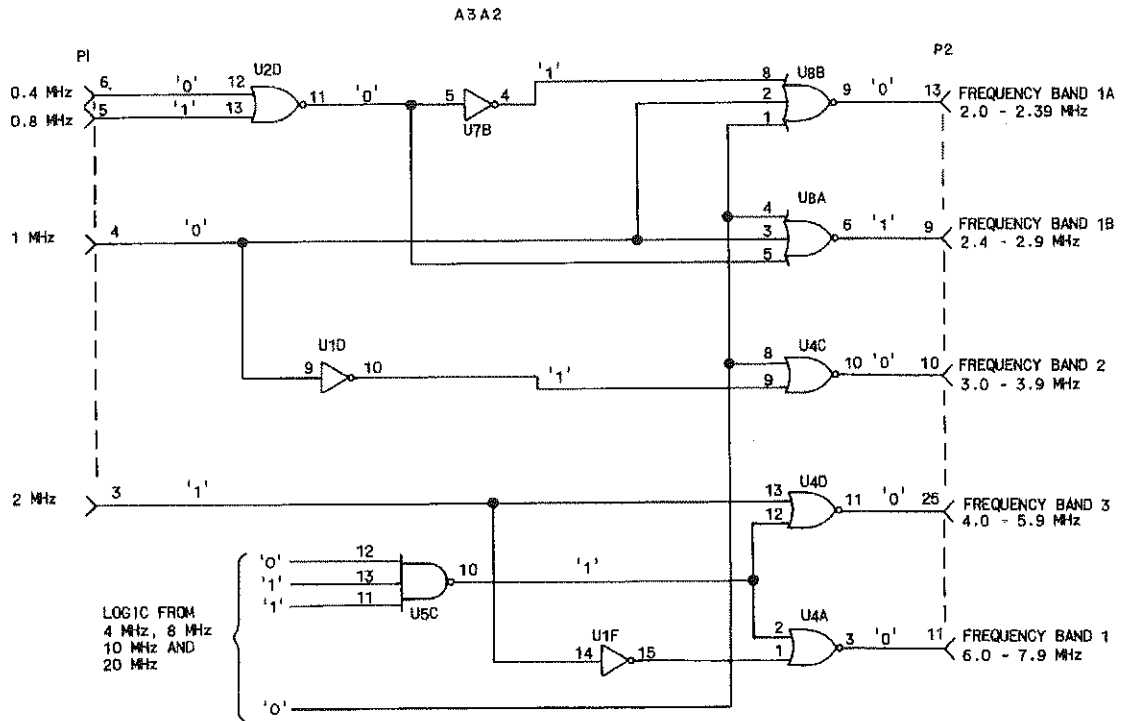 A3A2
P1
P2
0.4 MHz
6
'0'
12
U2D
11
'0'
5
U7B
4
'1'
8
U8B
9
'0'
13
FREQUENCY BAND 1A
2.0 - 2.39 MHz
0.8 MHz
5
'1'
13
2
1
1 MHz
4
'0'
4
3
5
U8A
6
'1'
9
FREQUENCY BAND 1B
2.4 - 2.9 MHz
9
U1D
10
'1'
8
9
U4C
10
'0'
10
FREQUENCY BAND 2
3.0 - 3.9 MHz
2 MHz
3
'1'
13
12
U4D
11
'0'
25
FREQUENCY BAND 3
4.0 - 5.9 MHz
LOGIC FROM
4 MHz, 8 MHz
10 MHz AND
20 MHz
'0'
12
'1'
13
'1'
11
U5C
10
'1'
14
U1F
15
2
1
U4A
3
'0'
11
FREQUENCY BAND 1
6.0 - 7.9 MHz
'0'